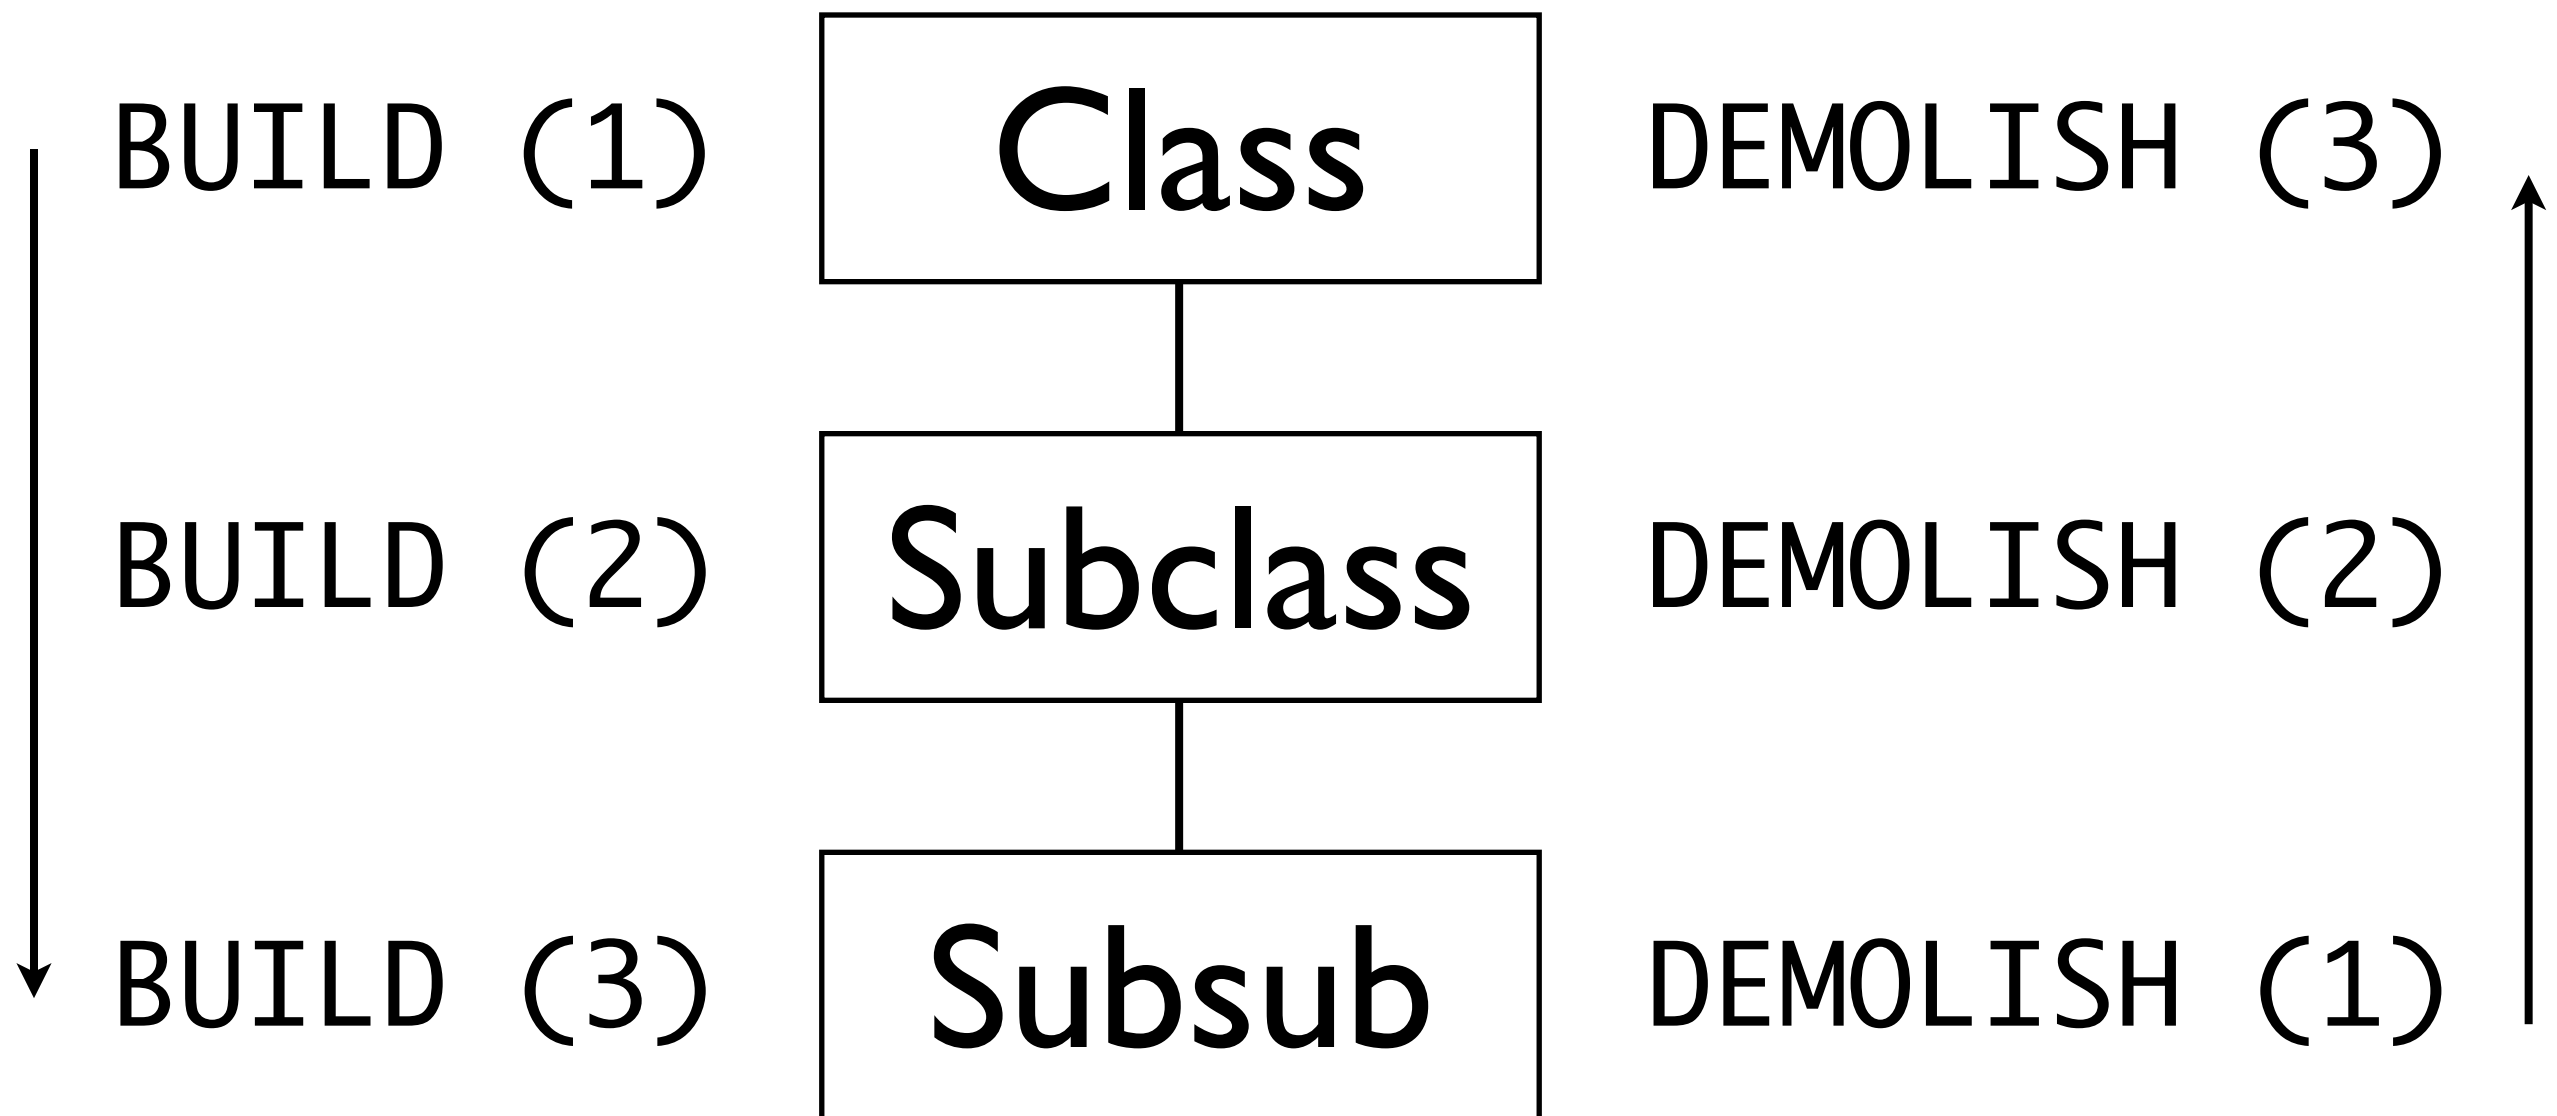 BUILD (1) Class DEMOLISH (3)
BUILD (2) Subclass DEMOLISH (2)
BUILD (3) Subsub DEMOLISH (1)